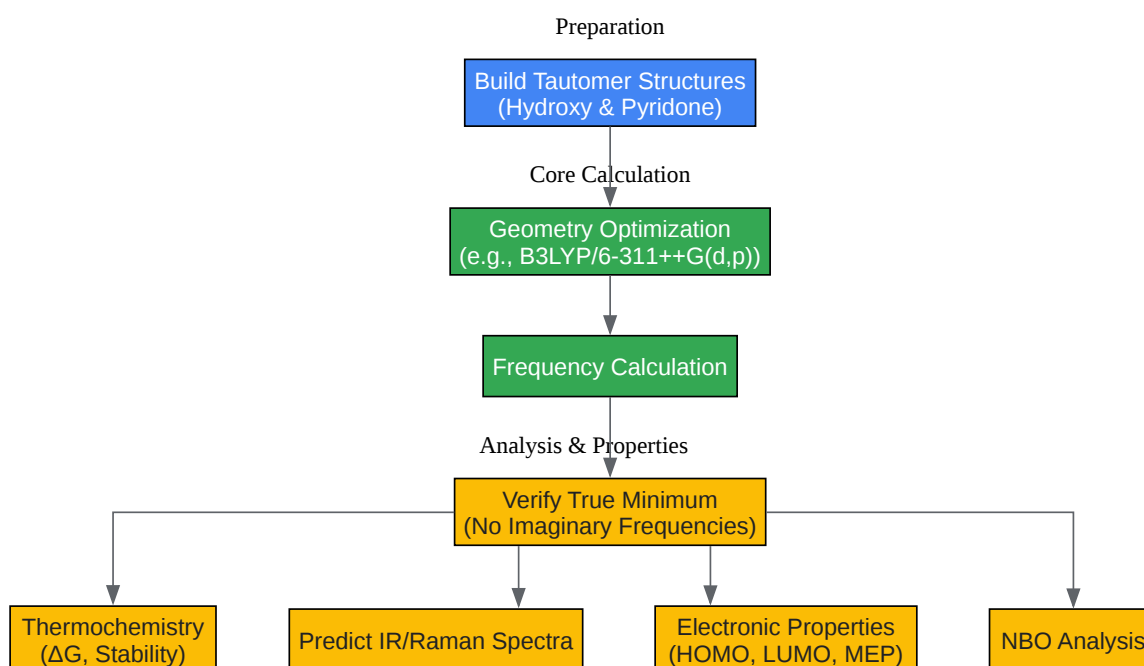 Preparation
Build Tautomer Structures
(Hydroxy & Pyridone)
Core Calculation
Geometry Optimization
(e.g., B3LYP/6-311++G(d,p))
Frequency Calculation
Analysis & Properties
Verify True Minimum
(No Imaginary Frequencies)
Thermochemistry
(ΔG, Stability)
Predict IR/Raman Spectra
Electronic Properties
(HOMO, LUMO, MEP)
NBO Analysis